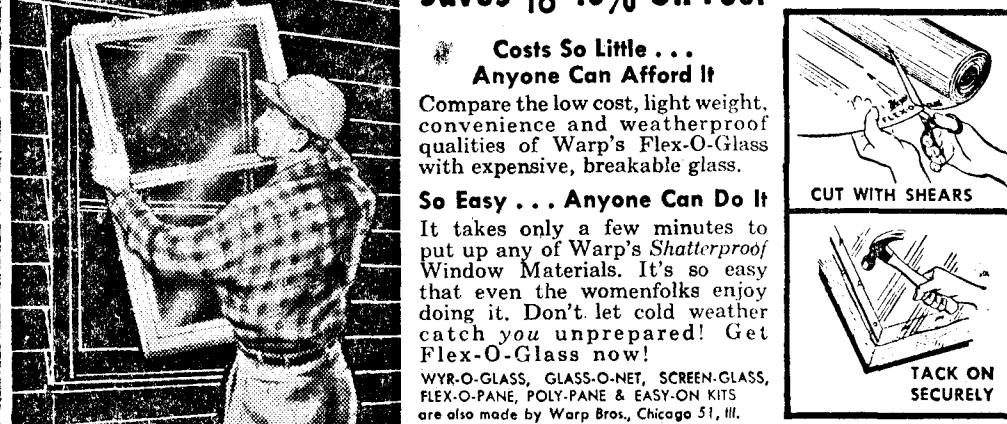 Costs So Little . . .
Anyone Can Afford It
Compare the low cost, light weight,
convenience and weatherproof
qualities of Warp's Flex-O-Glass
with expensive, breakable glass.
So Easy . . . Anyone Can Do It
It takes only a few minutes to
put up any of Warp's Shatterproof
Window Materials. It's so easy
that even the womenfolks enjoy
doing it. Don't let cold weather
catch you unprepared! Get
Flex-O-Glass now!
WYR-O-GLASS, GLASS-O-NET, SCREEN-GLASS,
FLEX-O-PANE, POLY-PANE & EASY-ON KITS
are also made by Warp Bros., Chicago 51, Ill.
FLEX-O
CUT WITH SHEARS
TACK ON
SECURELY